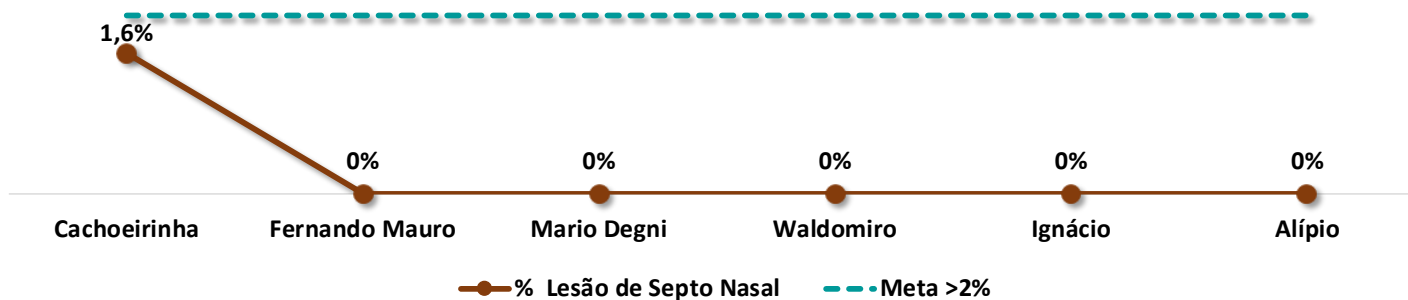 1,6%
0% 0% 0% 0% 0%
Cachoeirinha Fernando Mauro Mario Degni Waldomiro Ignácio Alípio
% Lesão de Septo Nasal Meta >2%